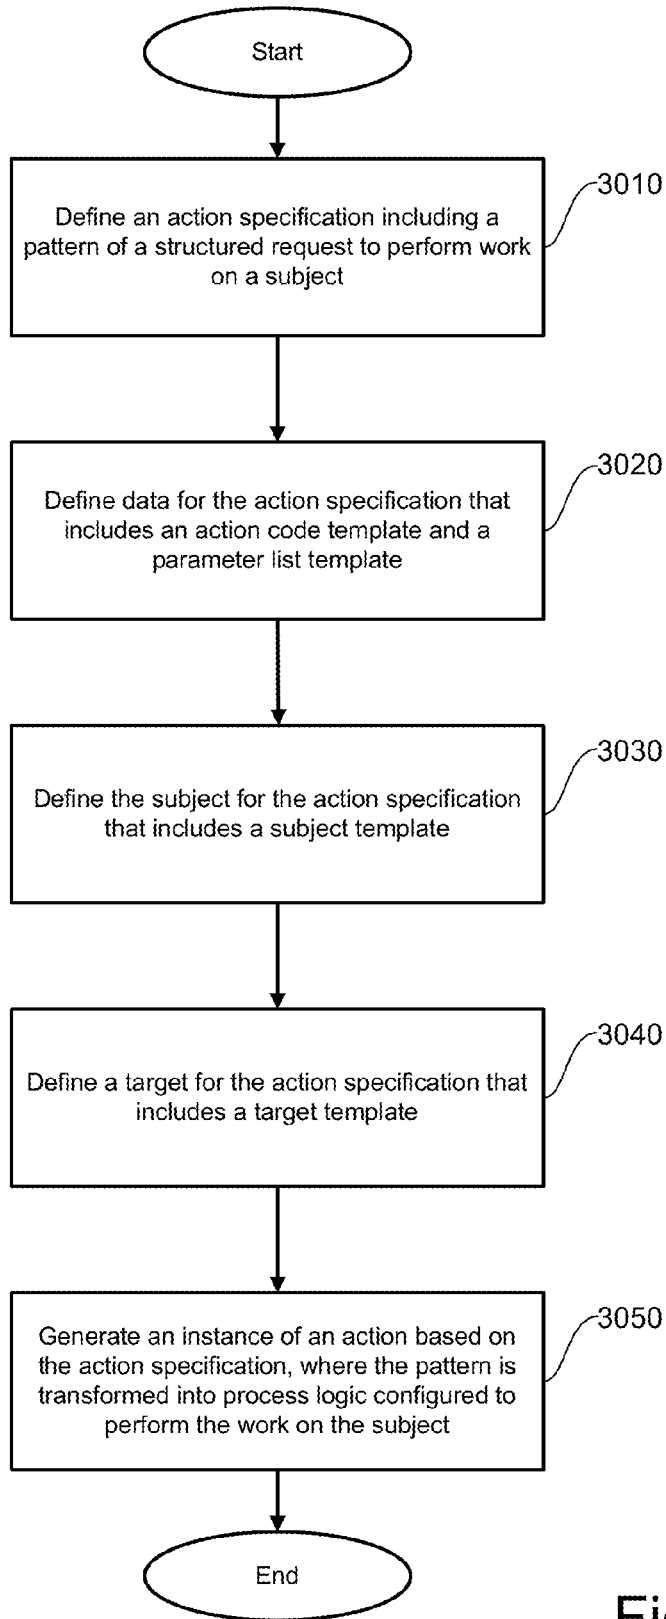 Start
3010
Define an action specification including a
pattern of a structured request to perform work
on a subject
3020
Define data for the action specification that
includes an action code template and a
parameter list template
3030
Define the subject for the action specification
that includes a subject template
3040
Define a target for the action specification that
includes a target template
3050
Generate an instance of an action based on
the action specification, where the pattern is
transformed into process logic configured to
perform the work on the subject
End